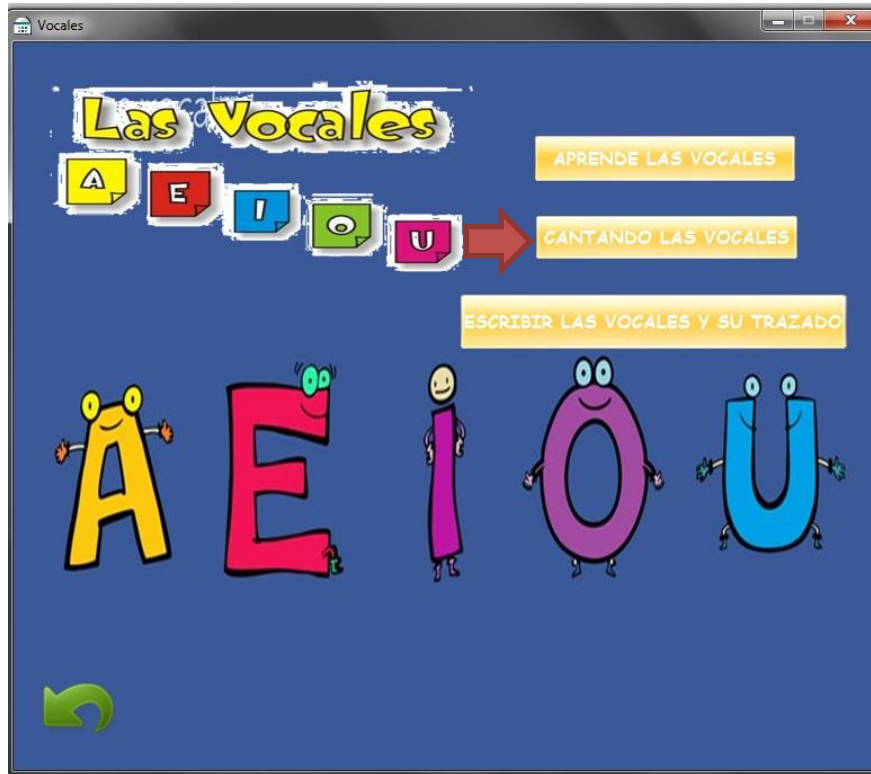 Vocales
Las Vocales
A E I O U
APRENDE LAS VOCALES
CANTANDO LAS VOCALES
ESCRIBIR LAS VOCALES Y SU TRAZADO
A E I O U